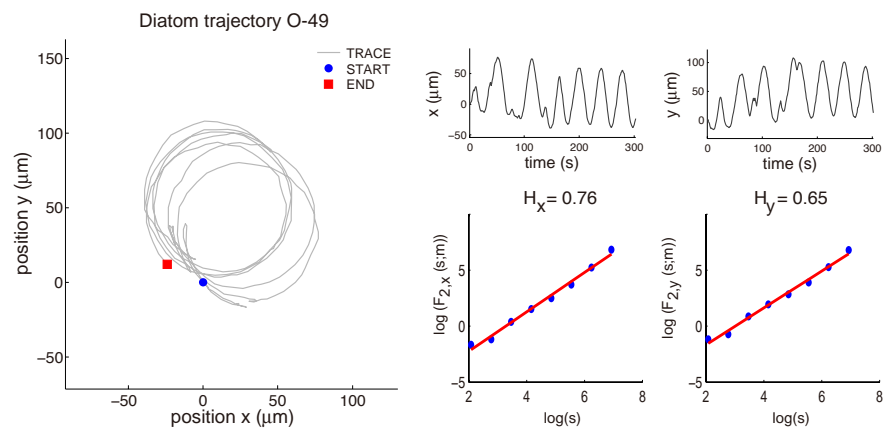 Diatom trajectory O-49
TRACE
START
END
position y (μm)
150
100
50
0
−50
−50
0
50
100
position x (μm)
x (μm)
50
0
−50
0
100
200
300
time (s)
y (μm)
100
50
0
0
100
200
300
time (s)
Hx= 0.76
log (F2,x (s;m))
5
0
−5
2
4
6
8
log(s)
Hy= 0.65
log (F2,y (s;m))
5
0
−5
2
4
6
8
log(s)